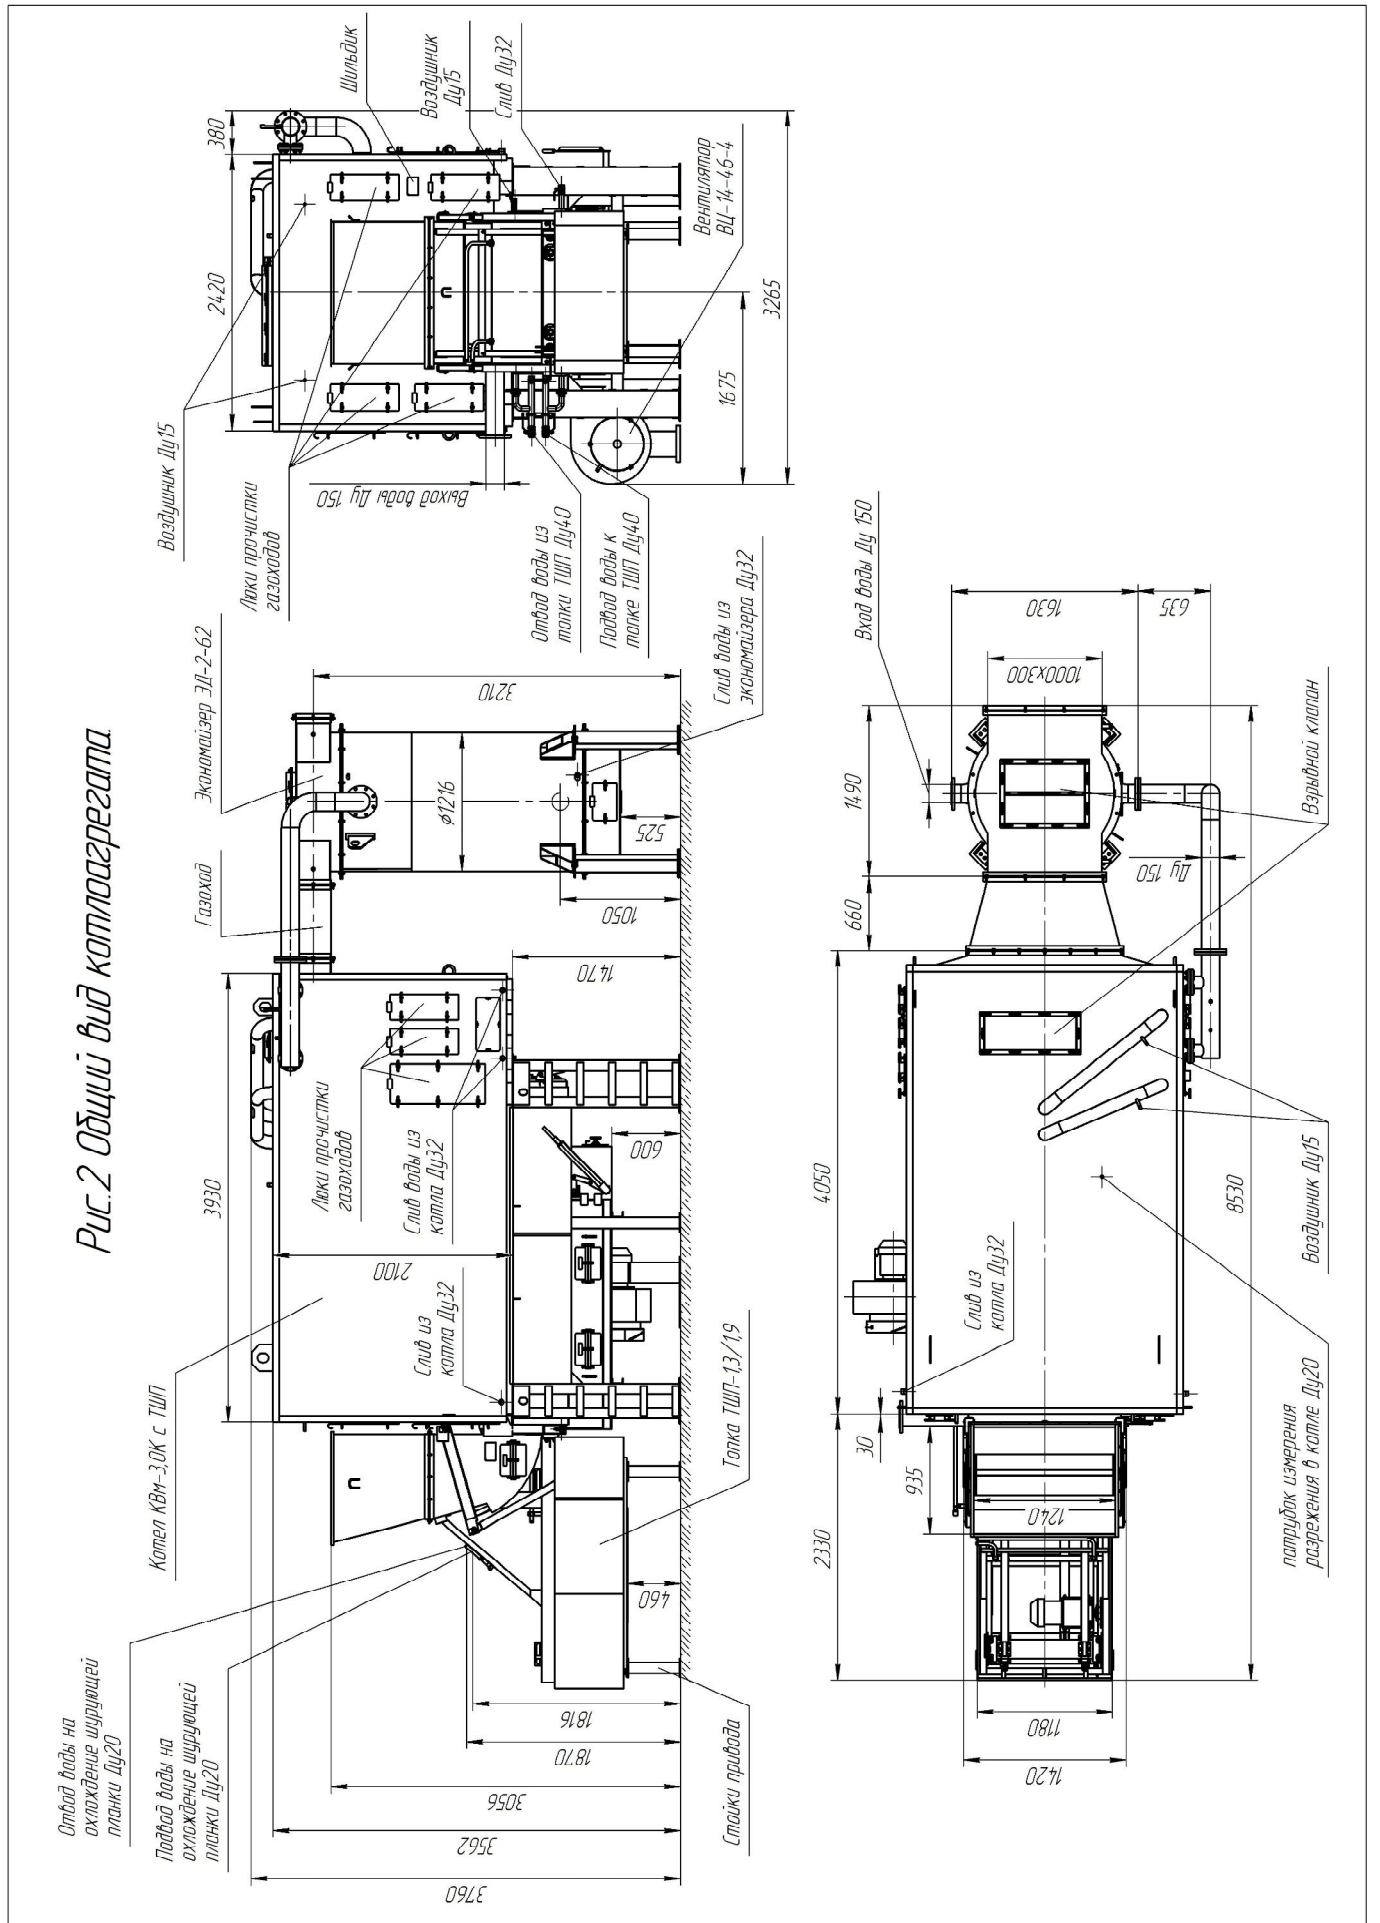 Рис.2 Общий вид котлоагрегата.
Отвод воды на
охлождение шурующей
планки Ду20
Подвод воды на
охлождение шурующей
планки Ду20
Котел КВм-3,0К с ТШП
3930
Газоход
Экономайзер ЭД-2-62
Люки прочистки
газоходов
Слив воды из
котла Ду32
Слив из
котла Ду32
2100
3760
3562
3056
1870
1816
460
600
1470
1050
525
ϕ1216
3210
Стойки привода
Топка ТШП-1,3/1,9
Слив воды из
экономайзера Ду32
Воздушник Ду15
Люки прочистки
газоходов
2420
380
Шильдик
Воздушник
Ду15
Слив Ду32
Вентилятор
ВЦ-14-46-4
Выход воды Ду 150
Отвод воды из
топки ТШП Ду40
Подвод воды к
топке ТШП Ду40
1675
3265
2330
30
935
4050
660
1490
Вход воды Ду 150
1630
635
1000х300
Ду 150
Слив из
котла Ду32
1240
1180
1420
8530
патрубок измерения
разрежения в котле Ду20
Воздушник Ду15
Взрывной клапан